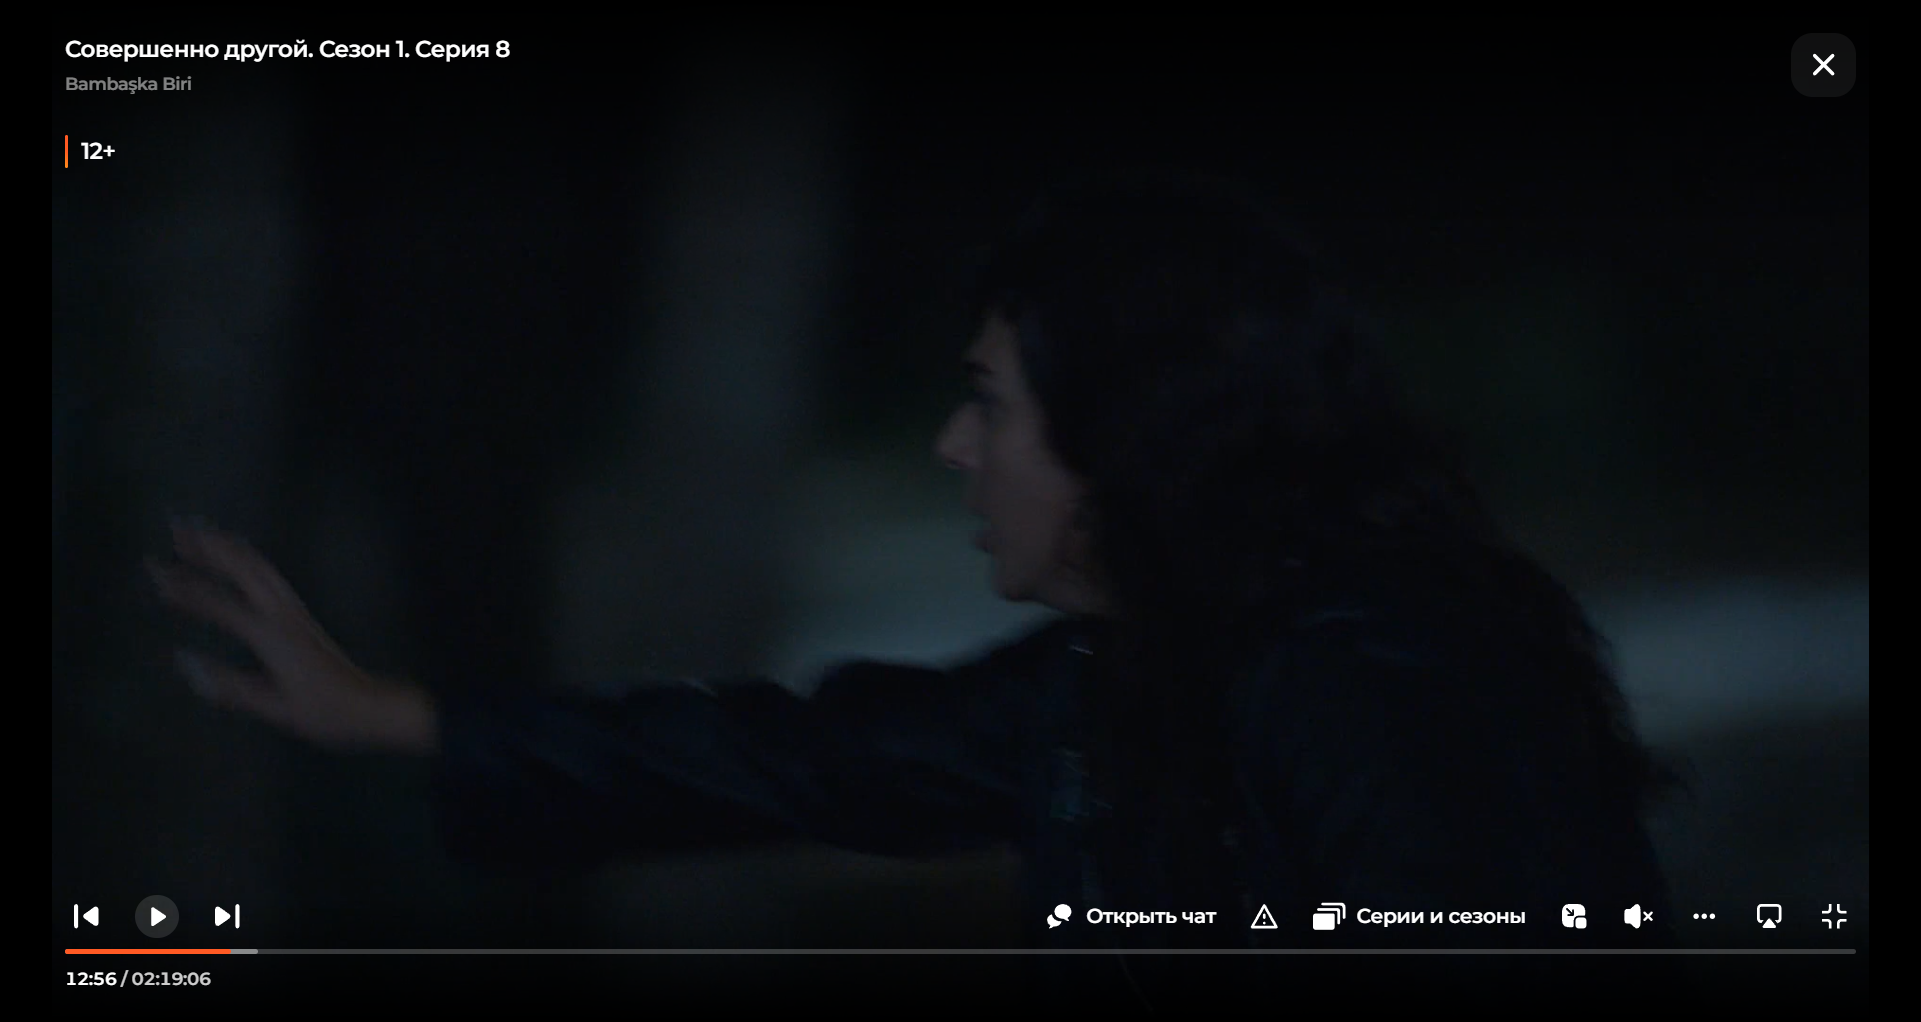 Совершенно другой. Сезон 1. Серия 8
Bambaşka Biri
12+
Открыть чат
Серии и сезоны
12:56 / 02:19:06